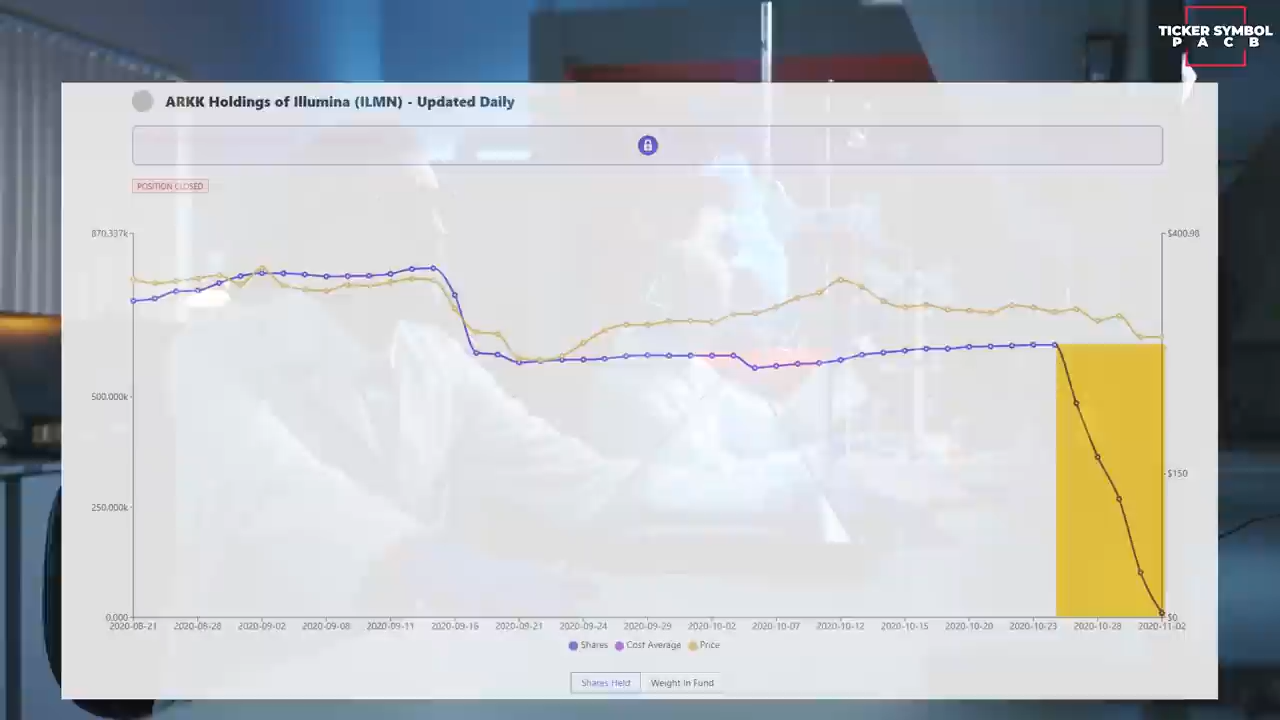 TICKER SYMBOL
P A C B
ARKK Holdings of Illumina (ILMN) - Updated Daily
POSITION CLOSED
870.337k
$400.98
500.000k
$150
250.000k
0.000
$0
2020-08-21 2020-08-28 2020-09-02 2020-09-08 2020-09-11 2020-09-16 2020-09-21 2020-09-24 2020-09-29 2020-10-02 2020-10-07 2020-10-12 2020-10-15 2020-10-20 2020-10-23 2020-10-28 2020-11-02
Shares Cost Average Price
Shares Held Weight In Fund